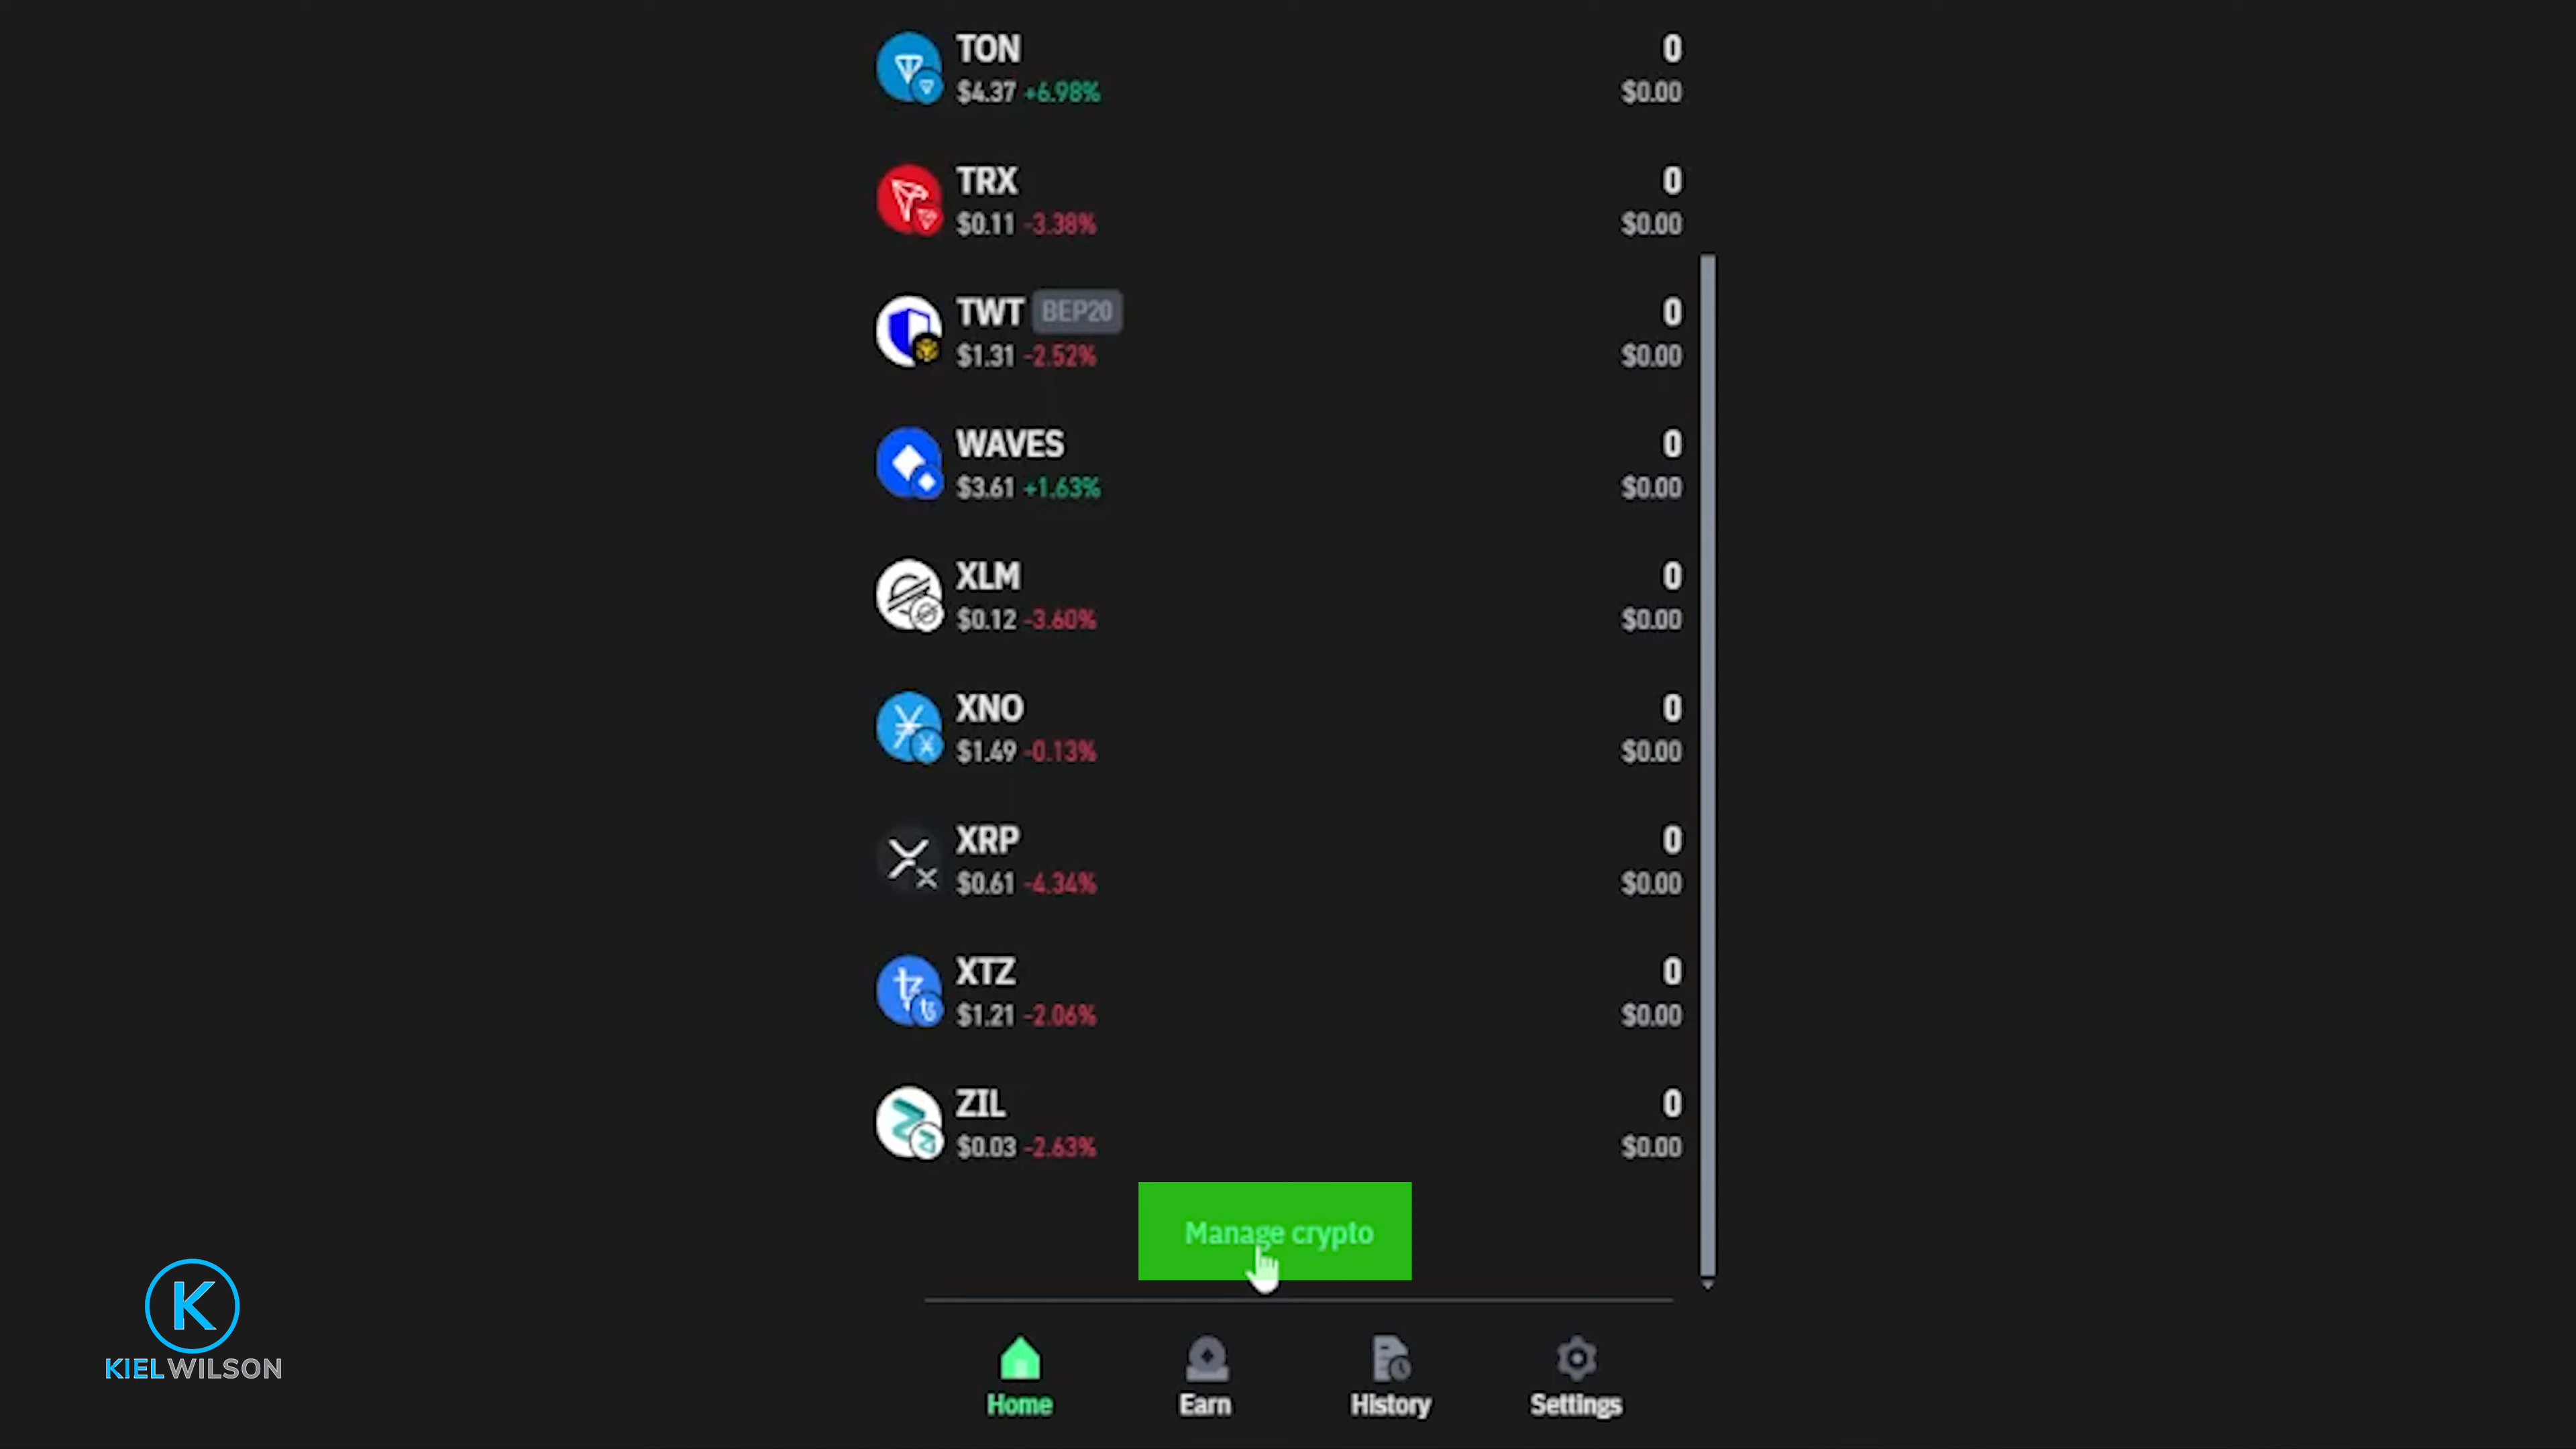 TON 0
$4.37 +6.98% $0.00
TRX 0
$0.11 -3.38% $0.00
TWT BEP20 0
$1.31 -2.52% $0.00
WAVES 0
$3.61 +1.63% $0.00
XLM 0
$0.12 -3.60% $0.00
XNO 0
$1.49 -0.13% $0.00
XRP 0
$0.61 -4.34% $0.00
XTZ 0
$1.21 -2.06% $0.00
ZIL 0
$0.03 -2.63% $0.00
Manage crypto
Home Earn History Settings
K
KIELWILSON